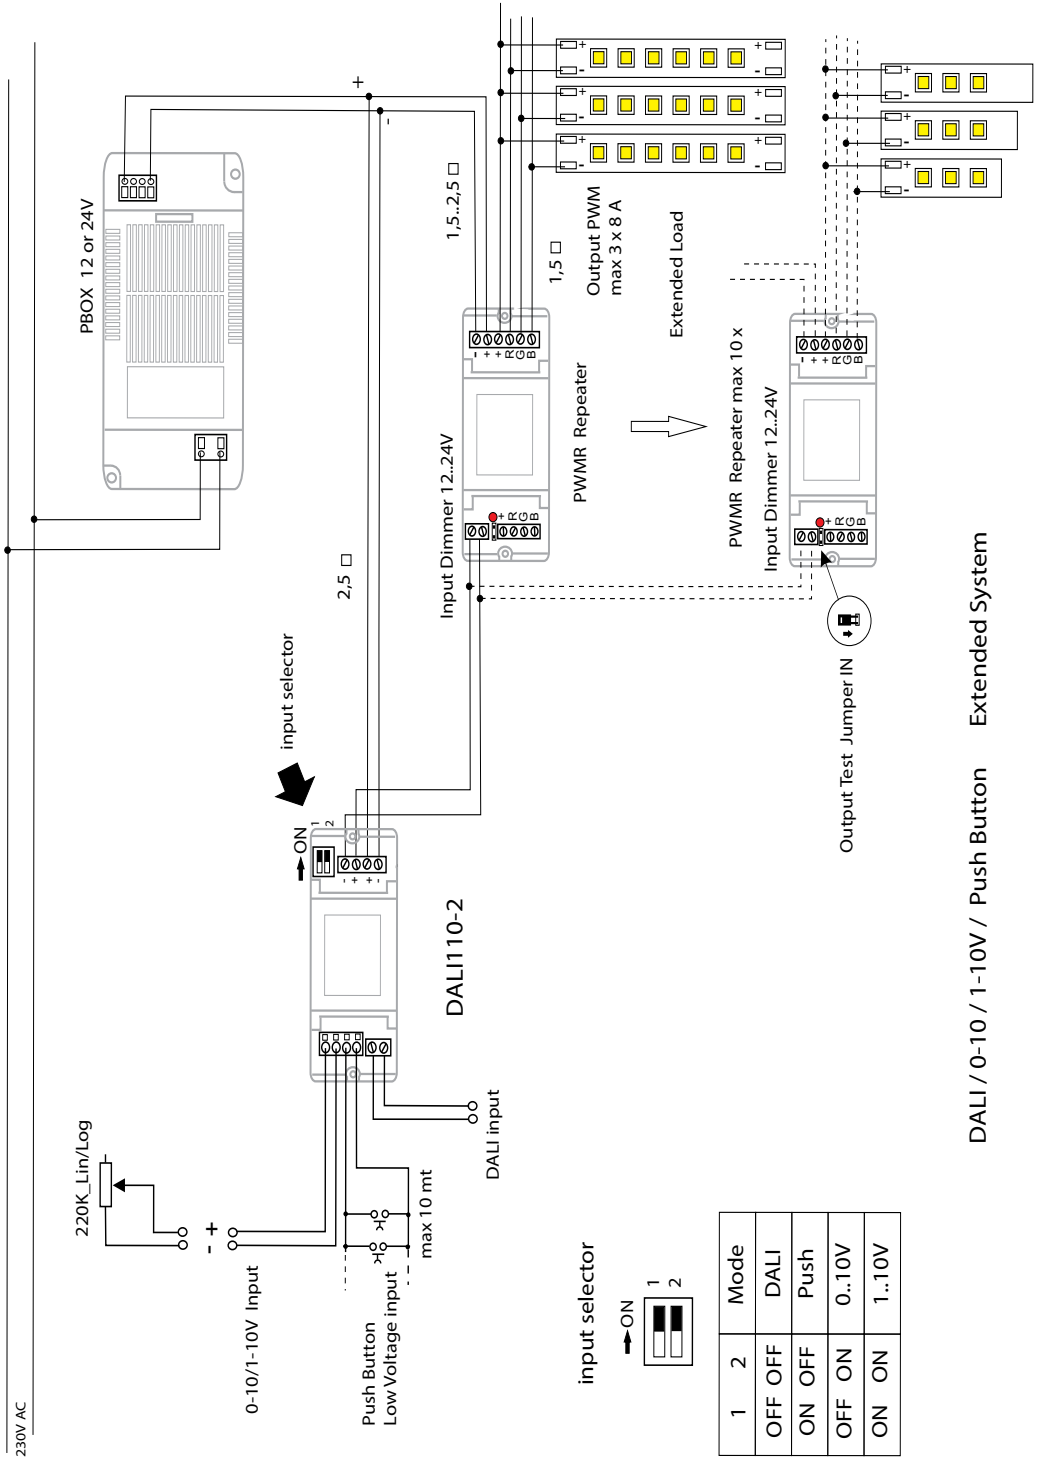 230V AC
PBOX 12 or 24V
+
-
2,5 □
1,5..2,5 □
1,5 □
Output PWM
max 3 x 8 A
Extended Load
+ +
- -
+ +
- -
+ +
- -
+
-
+
-
+
-
- + + R G B
Input Dimmer 12..24V
PWMR Repeater
+ R G B
PWMR Repeater max 10 x
Input Dimmer 12..24V
- + + R G B
+ R G B
Output Test Jumper IN
input selector
ON
1
2
- + + -
DALI110-2
220K_Lin/Log
- +
0-10/1-10V Input
Push Button
Low Voltage input
max 10 mt
DALI input
input selector
ON
1
2
1 2 Mode
OFF OFF DALI
ON OFF Push
OFF ON 0..10V
ON ON 1..10V
DALI / 0-10 / 1-10V / Push Button Extended System